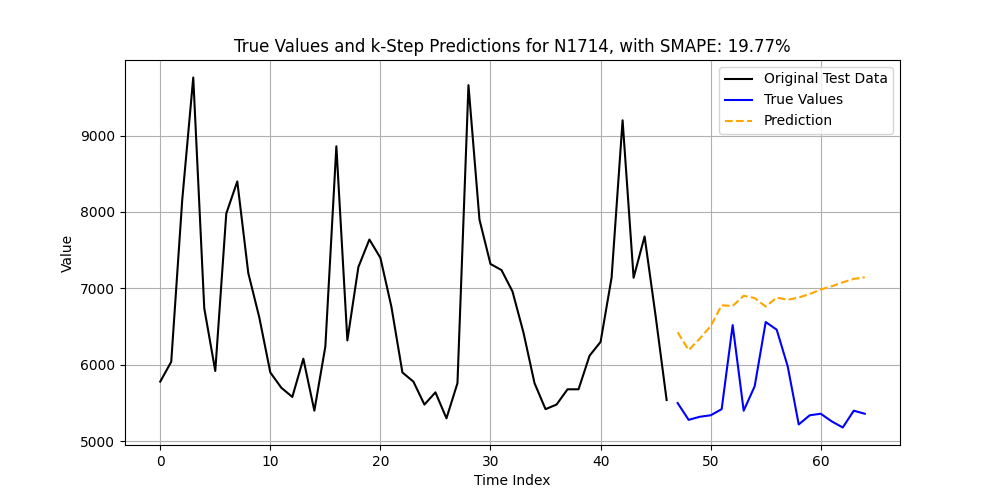 True Values and k-Step Predictions for N1714, with SMAPE: 19.77%
Original Test Data
True Values
Prediction
Value
9000
8000
7000
6000
5000
0 10 20 30 40 50 60
Time Index